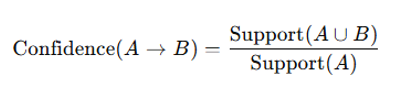 Confidence(A → B) = Support(A ∪ B) / Support(A)